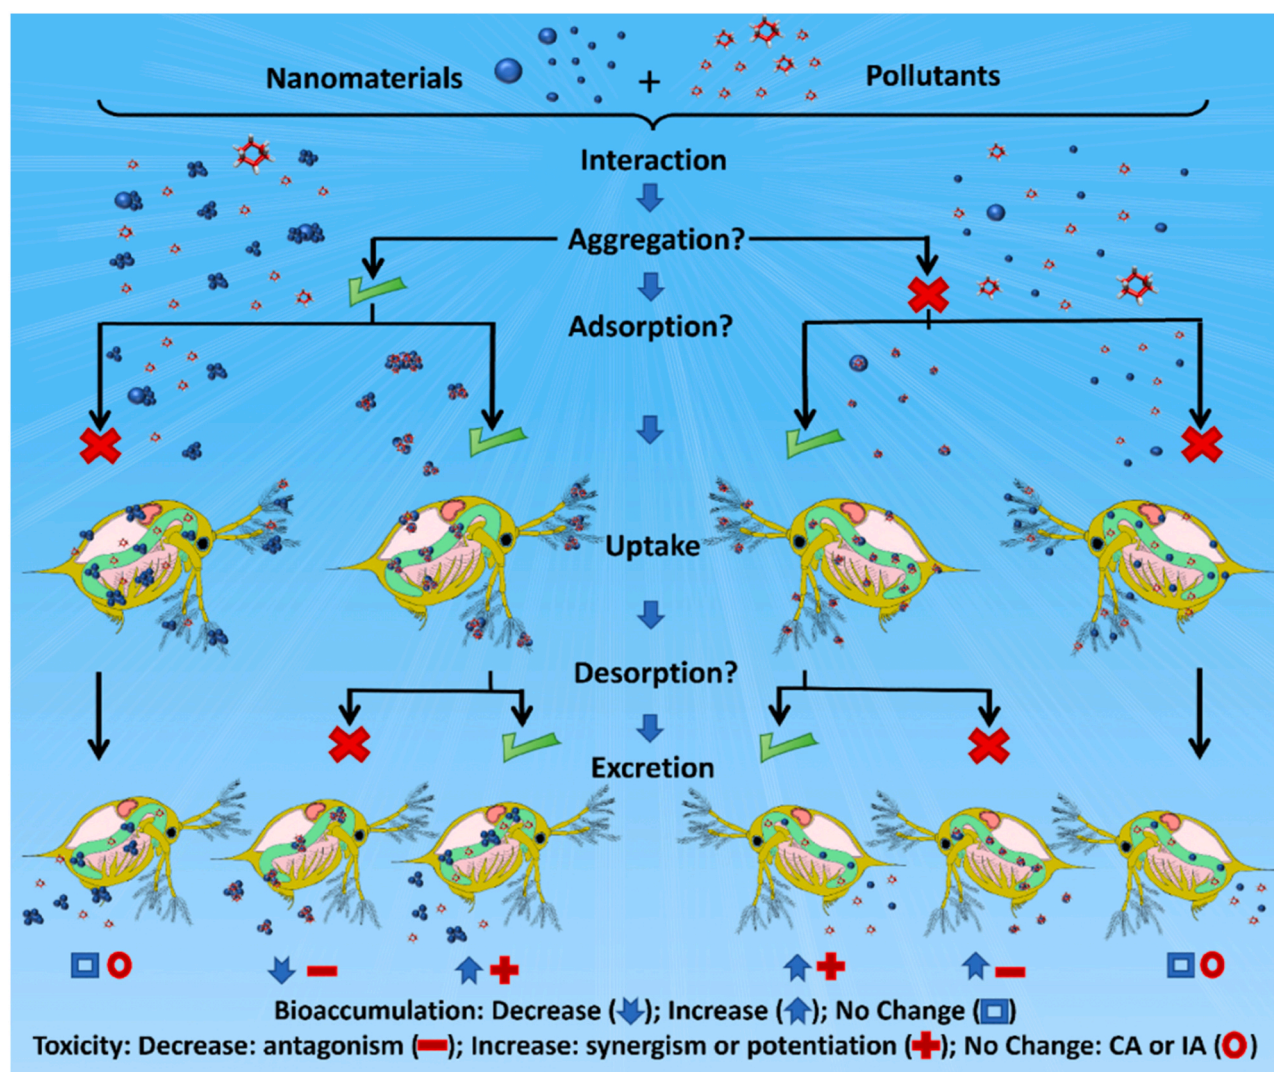 Nanomaterials + Pollutants
Interaction
Aggregation?
Adsorption?
Uptake
Desorption?
Excretion
Bioaccumulation: Decrease (); Increase (); No Change ()
Toxicity: Decrease: antagonism (−); Increase: synergism or potentiation (+); No Change: CA or IA (O)